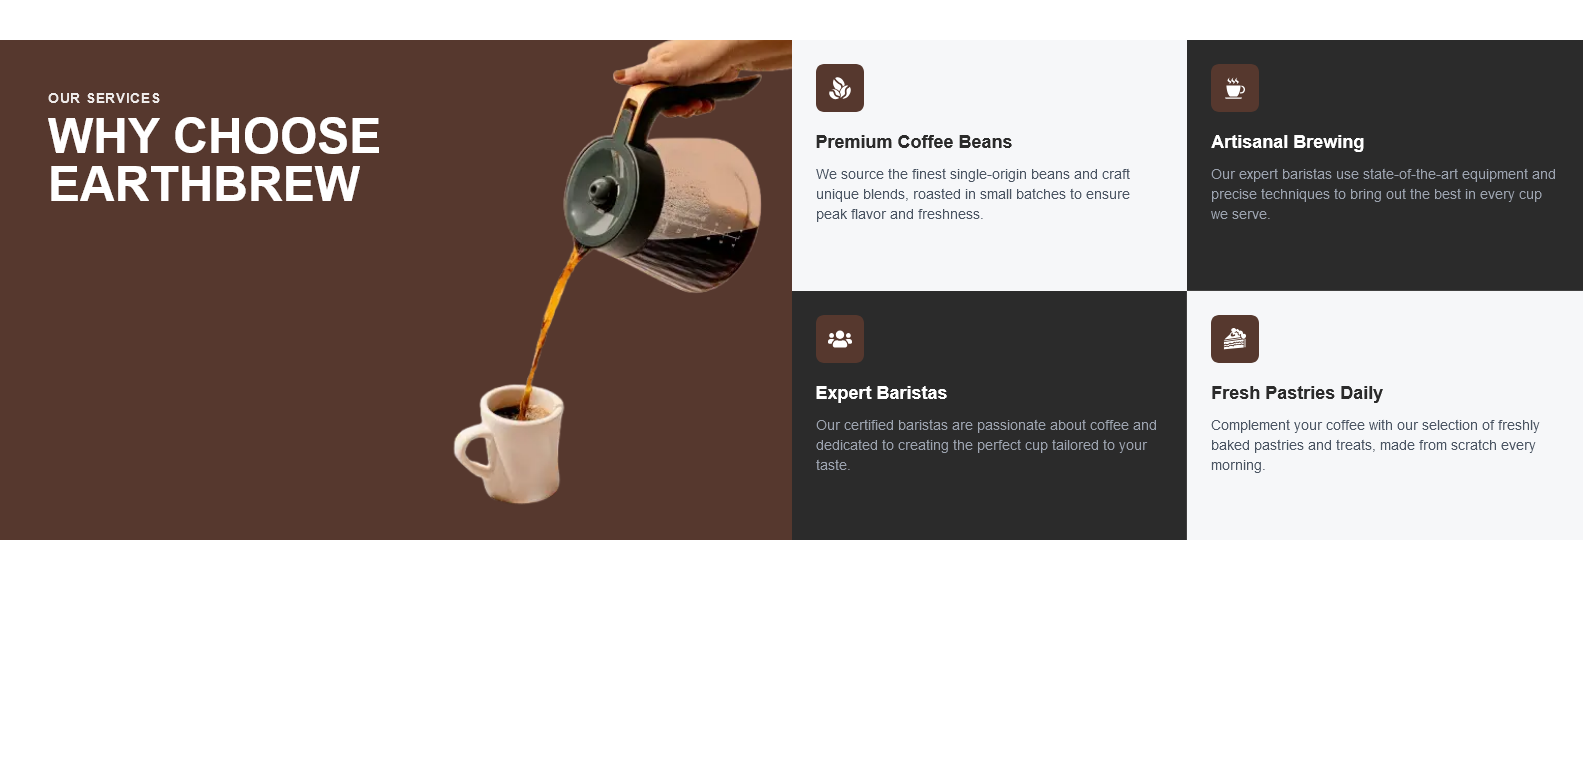 OUR SERVICES
WHY CHOOSE
EARTHBREW
Premium Coffee Beans
We source the finest single-origin beans and craft
unique blends, roasted in small batches to ensure
peak flavor and freshness.
Artisanal Brewing
Our expert baristas use state-of-the-art equipment and
precise techniques to bring out the best in every cup
we serve.
Expert Baristas
Our certified baristas are passionate about coffee and
dedicated to creating the perfect cup tailored to your
taste.
Fresh Pastries Daily
Complement your coffee with our selection of freshly
baked pastries and treats, made from scratch every
morning.